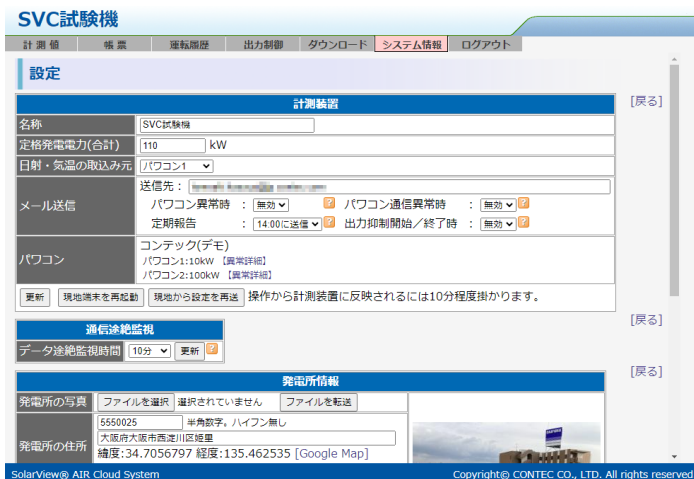 SVC試験機
計 測 値 帳 票 運転履歴 出力制御 ダウンロード システム情報 ログアウト
設定
計測装置 [戻る]
名称 SVC試験機
定格発電電力(合計) 110 kW
日射・気温の取込み元 パワコン1
メール送信
送信先：
パワコン異常時 ： 無効 ? パワコン通信異常時 ： 無効 ?
定期報告 ： 14:00に送信 ? 出力抑制開始／終了時 ： 無効 ?
パワコン
コンテック(デモ)
パワコン1:10kW 【異常詳細】
パワコン2:100kW 【異常詳細】
更新 現地端末を再起動 現地から設定を再送 操作から計測装置に反映されるには10分程度掛かります。
通信途絶監視 [戻る]
データ途絶監視時間 10分 更新 ?
発電所情報 [戻る]
発電所の写真 ファイルを選択 選択されていません ファイルを転送
発電所の住所
5550025 半角数字。ハイフン無し
大阪府大阪市西淀川区姫里
緯度:34.7056797 経度:135.462535 [Google Map]
SolarView® AIR Cloud System Copyright© CONTEC CO., LTD. All rights reserved